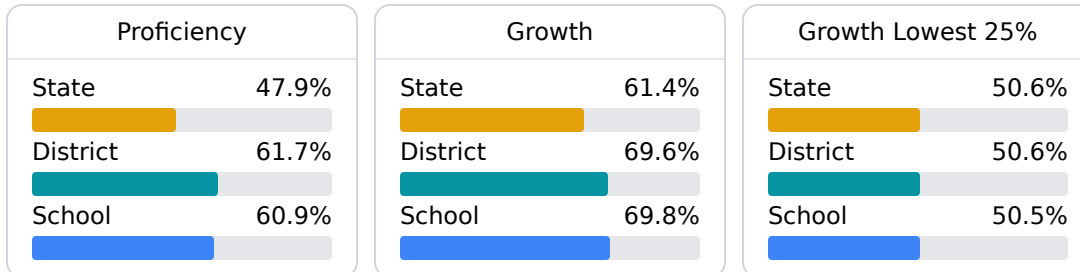 Proficiency
State 47.9%
District 61.7%
School 60.9%
Growth
State 61.4%
District 69.6%
School 69.8%
Growth Lowest 25%
State 50.6%
District 50.6%
School 50.5%